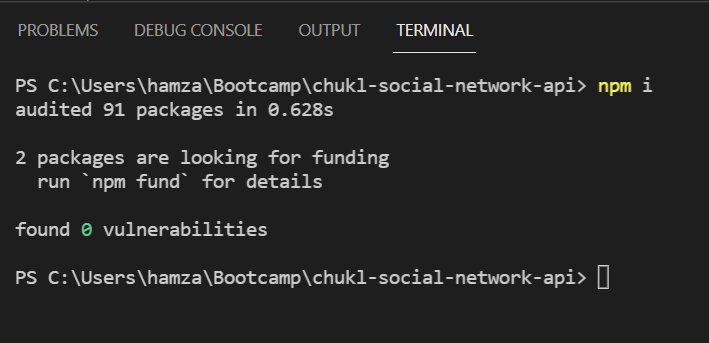 PROBLEMS DEBUG CONSOLE OUTPUT TERMINAL
PS C:\Users\hamza\Bootcamp\chukl-social-network-api> npm i
audited 91 packages in 0.628s
2 packages are looking for funding
  run `npm fund` for details
found 0 vulnerabilities
PS C:\Users\hamza\Bootcamp\chukl-social-network-api>